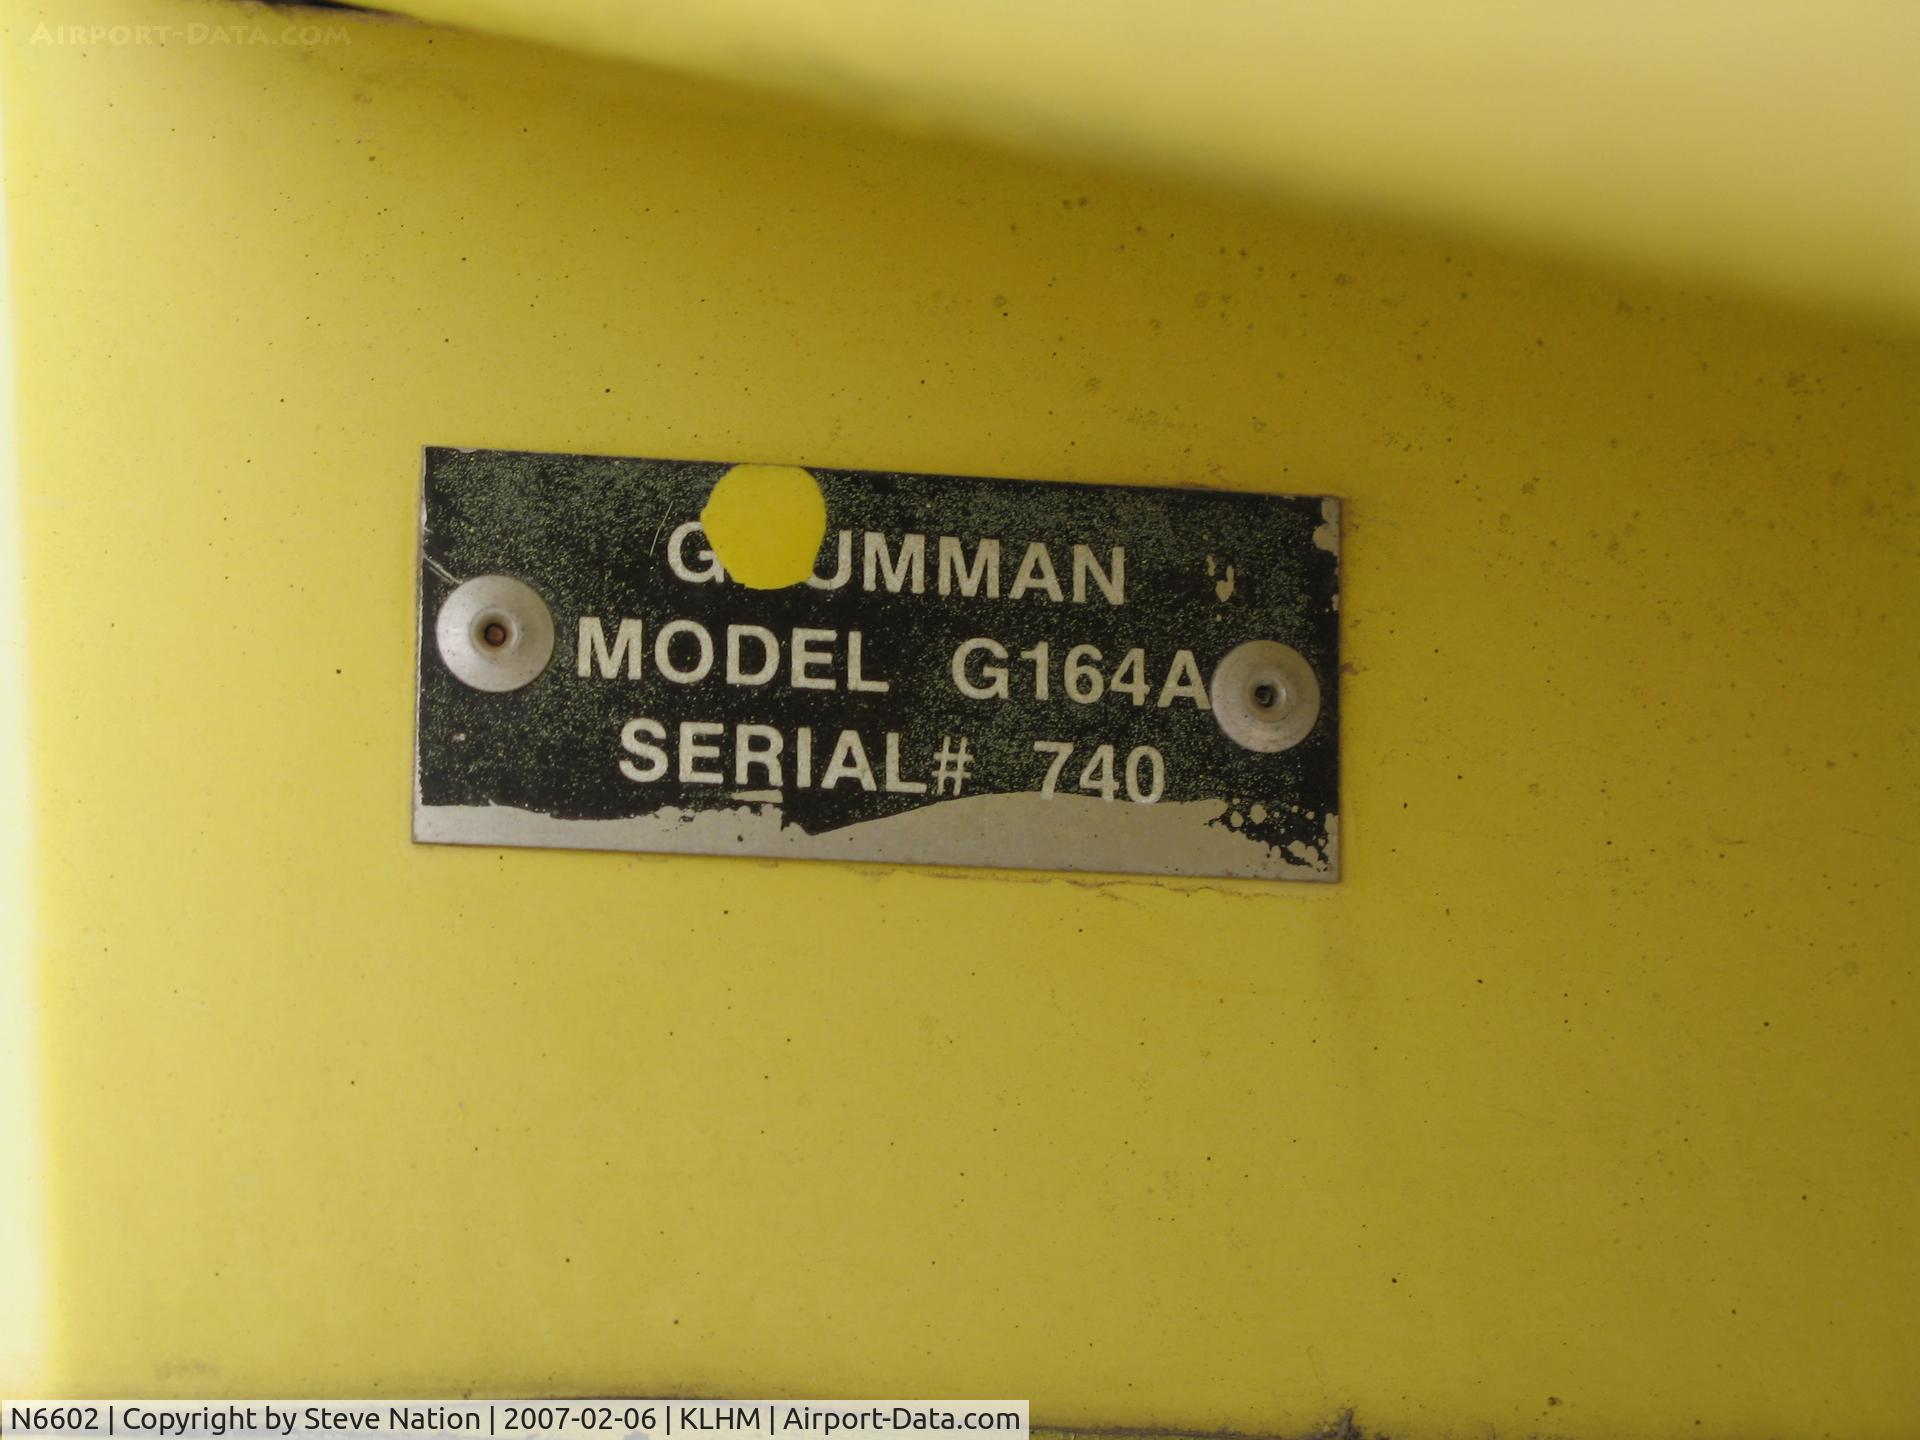 AIRPORT-DATA.COM
G UMMAN
MODEL G164A
SERIAL# 740
N6602 | Copyright by Steve Nation | 2007-02-06 | KLHM | Airport-Data.com